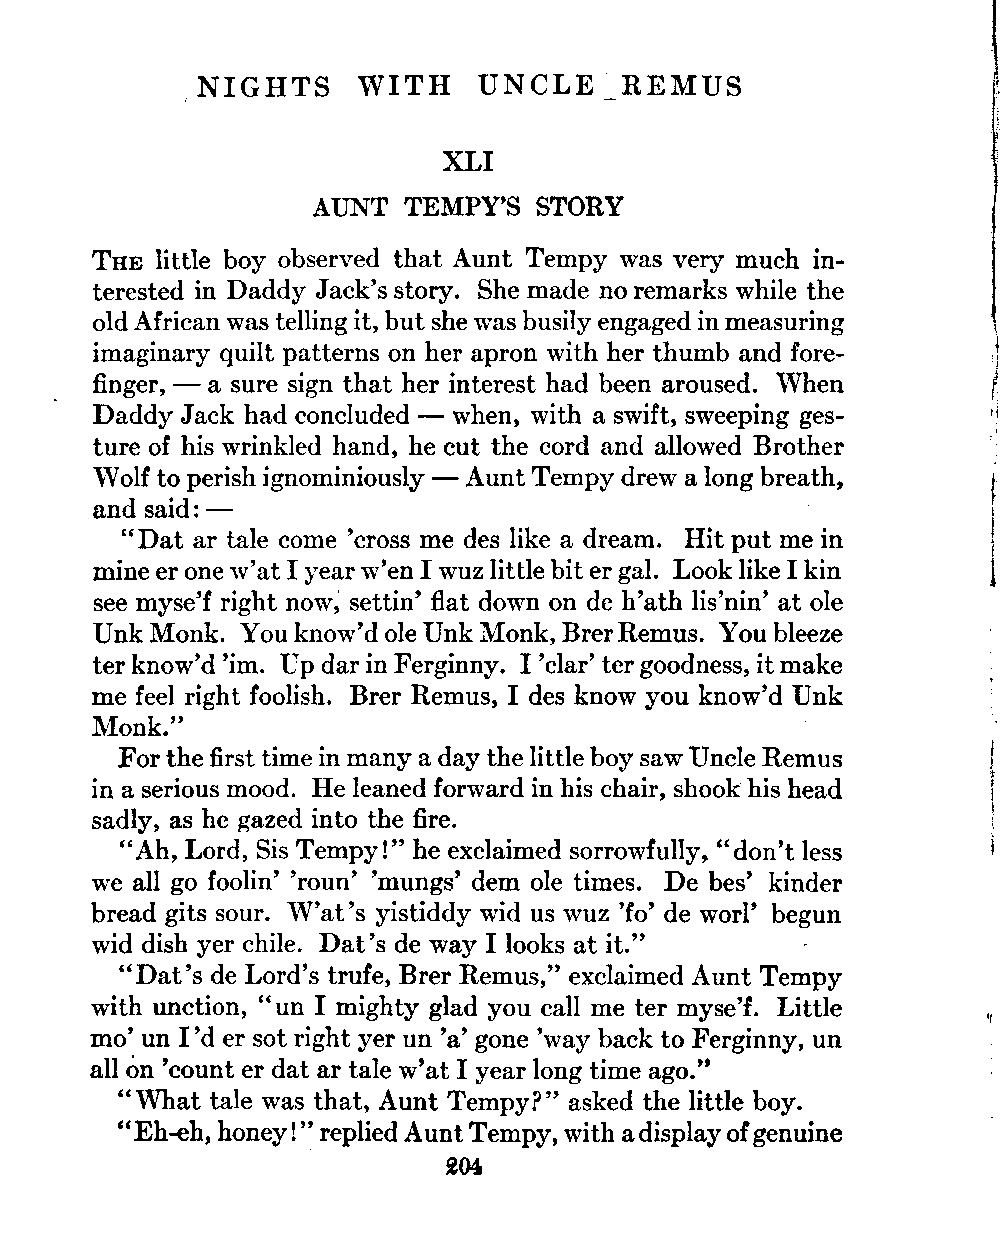 NIGHTS WITH UNCLE REMUS
XLI
AUNT TEMPY'S STORY
THE little boy observed that Aunt Tempy was very much in-
terested in Daddy Jack's story. She made no remarks while the
old African was telling it, but she was busily engaged in measuring
imaginary quilt patterns on her apron with her thumb and fore-
finger, — a sure sign that her interest had been aroused. When
Daddy Jack had concluded — when, with a swift, sweeping ges-
ture of his wrinkled hand, he cut the cord and allowed Brother
Wolf to perish ignominiously — Aunt Tempy drew a long breath,
and said: —
"Dat ar tale come 'cross me des like a dream. Hit put me in
mine er one w'at I year w'en I wuz little bit er gal. Look like I kin
see myse'f right now, settin' flat down on de h'ath lis'nin' at ole
Unk Monk. You know'd ole Unk Monk, Brer Remus. You bleeze
ter know'd 'im. Up dar in Ferginny. I 'clar' ter goodness, it make
me feel right foolish. Brer Remus, I des know you know'd Unk
Monk."
For the first time in many a day the little boy saw Uncle Remus
in a serious mood. He leaned forward in his chair, shook his head
sadly, as he gazed into the fire.
"Ah, Lord, Sis Tempy!" he exclaimed sorrowfully, "don't less
we all go foolin' 'roun' 'mungs' dem ole times. De bes' kinder
bread gits sour. W'at's yistiddy wid us wuz 'fo' de worl' begun
wid dish yer chile. Dat's de way I looks at it."
"Dat's de Lord's trufe, Brer Remus," exclaimed Aunt Tempy
with unction, "un I mighty glad you call me ter myse'f. Little
mo' un I'd er sot right yer un 'a' gone 'way back to Ferginny, un
all on 'count er dat ar tale w'at I year long time ago."
"What tale was that, Aunt Tempy?" asked the little boy.
"Eh-eh, honey!" replied Aunt Tempy, with a display of genuine
204